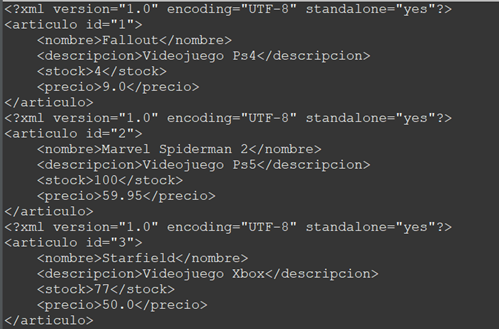 <?xml version="1.0" encoding="UTF-8" standalone="yes"?>
<articulo id="1">
    <nombre>Fallout</nombre>
    <descripcion>Videojuego Ps4</descripcion>
    <stock>4</stock>
    <precio>9.0</precio>
</articulo>
<?xml version="1.0" encoding="UTF-8" standalone="yes"?>
<articulo id="2">
    <nombre>Marvel Spiderman 2</nombre>
    <descripcion>Videojuego Ps5</descripcion>
    <stock>100</stock>
    <precio>59.95</precio>
</articulo>
<?xml version="1.0" encoding="UTF-8" standalone="yes"?>
<articulo id="3">
    <nombre>Starfield</nombre>
    <descripcion>Videojuego Xbox</descripcion>
    <stock>77</stock>
    <precio>50.0</precio>
</articulo>